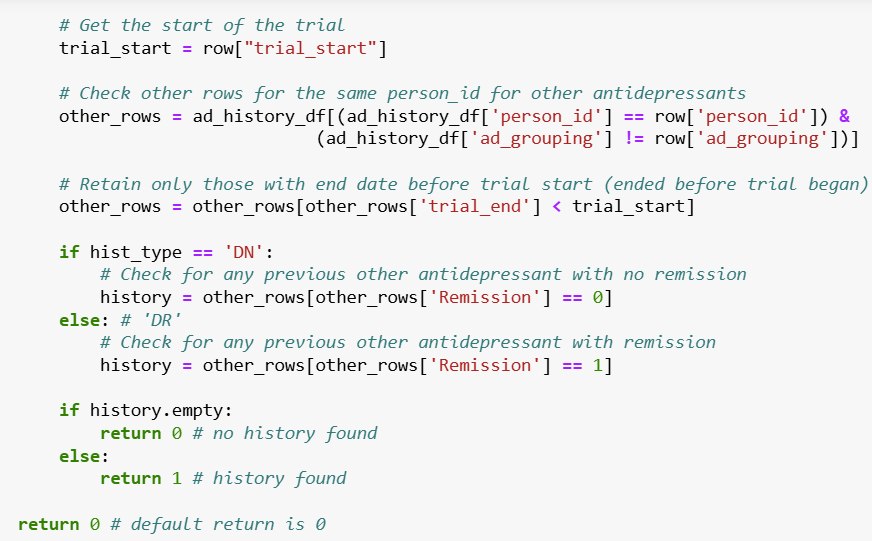 # Get the start of the trial
trial_start = row["trial_start"]
# Check other rows for the same person_id for other antidepressants
other_rows = ad_history_df[(ad_history_df['person_id'] == row['person_id']) &
(ad_history_df['ad_grouping'] != row['ad_grouping'])]
# Retain only those with end date before trial start (ended before trial began)
other_rows = other_rows[other_rows['trial_end'] < trial_start]
if hist_type == 'DN':
# Check for any previous other antidepressant with no remission
history = other_rows[other_rows['Remission'] == 0]
else: # 'DR'
# Check for any previous other antidepressant with remission
history = other_rows[other_rows['Remission'] == 1]
if history.empty:
return 0 # no history found
else:
return 1 # history found
return 0 # default return is 0